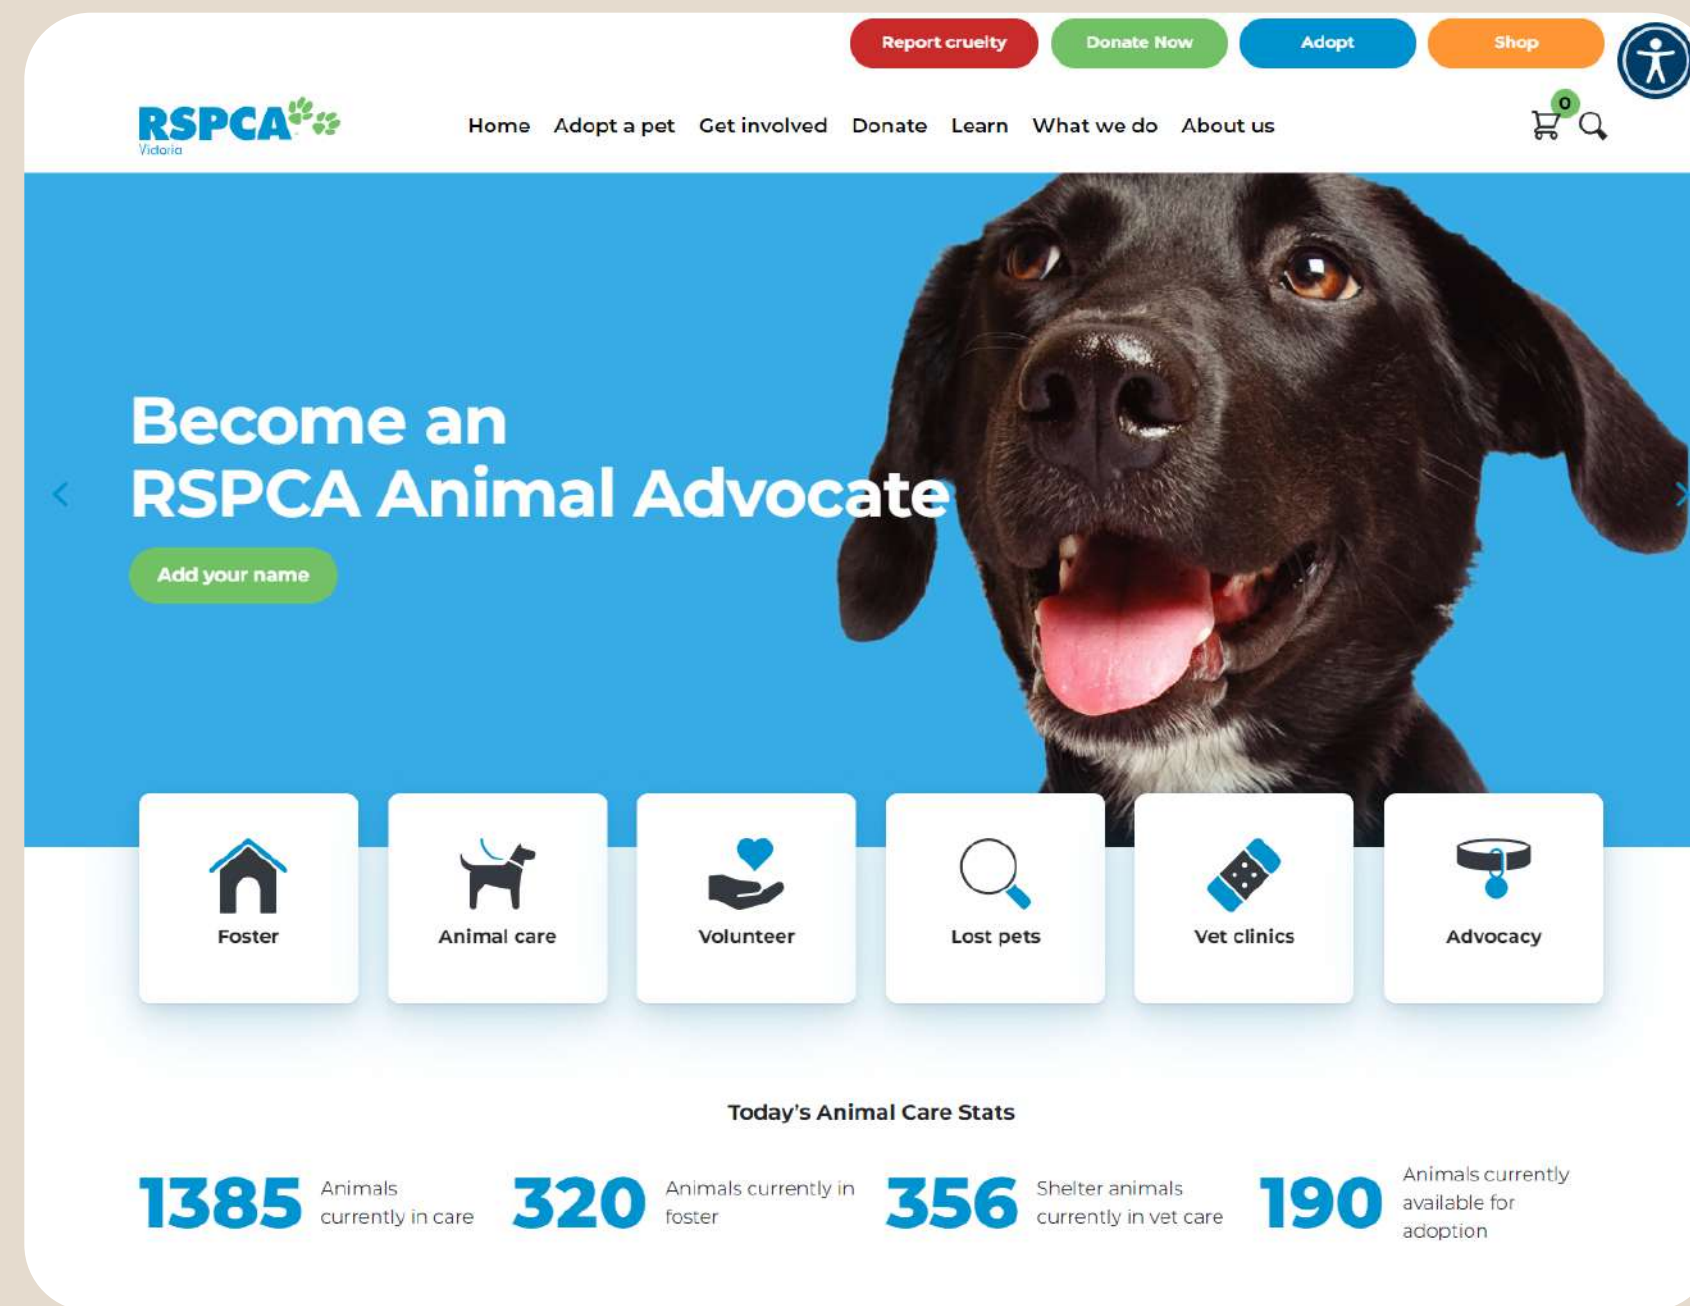 Report cruelty Donate Now Adopt Shop
RSPCA
Victoria
Home Adopt a pet Get involved Donate Learn What we do About us
0
Become an
RSPCA Animal Advocate
Add your name
Foster Animal care Volunteer Lost pets Vet clinics Advocacy
Today's Animal Care Stats
1385
Animals
currently in care
320
Animals currently in
foster
356
Shelter animals
currently in vet care
190
Animals currently
available for
adoption